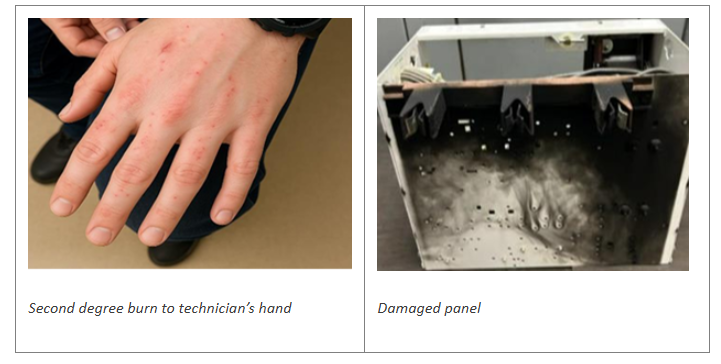 Second degree burn to technician’s hand
Damaged panel